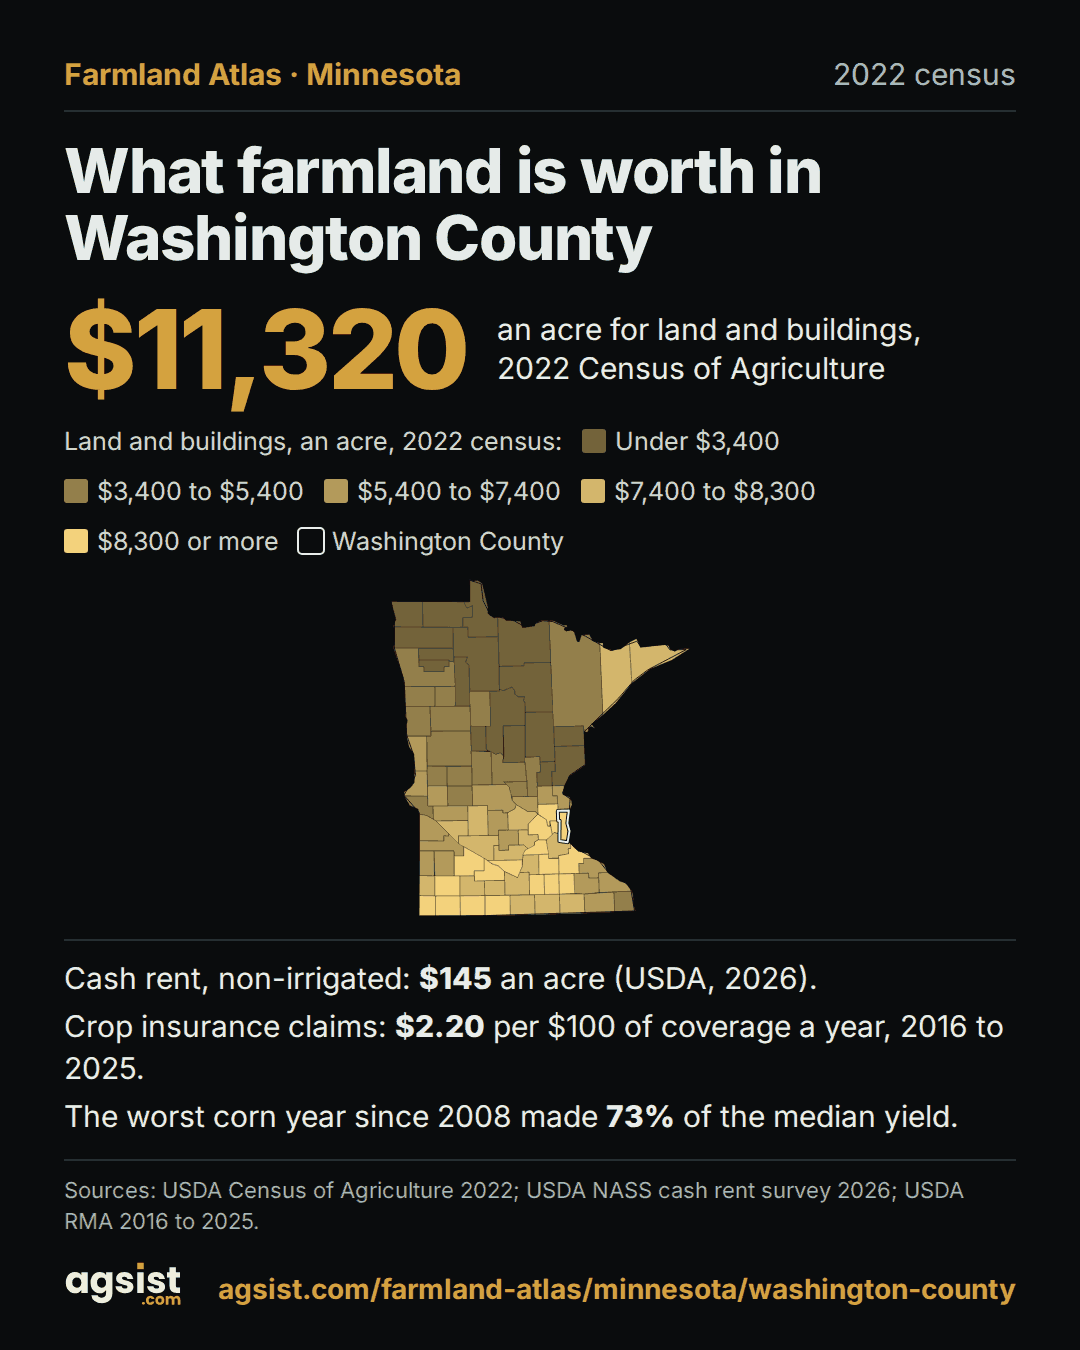 Farmland Atlas · Minnesota
2022 census
What farmland is worth in
Washington County
$11,320
an acre for land and buildings,
2022 Census of Agriculture
Land and buildings, an acre, 2022 census: Under $3,400
$3,400 to $5,400 $5,400 to $7,400 $7,400 to $8,300
$8,300 or more Washington County
Cash rent, non-irrigated: $145 an acre (USDA, 2026).
Crop insurance claims: $2.20 per $100 of coverage a year, 2016 to
2025.
The worst corn year since 2008 made 73% of the median yield.
Sources: USDA Census of Agriculture 2022; USDA NASS cash rent survey 2026; USDA
RMA 2016 to 2025.
agsist
.com
agsist.com/farmland-atlas/minnesota/washington-county